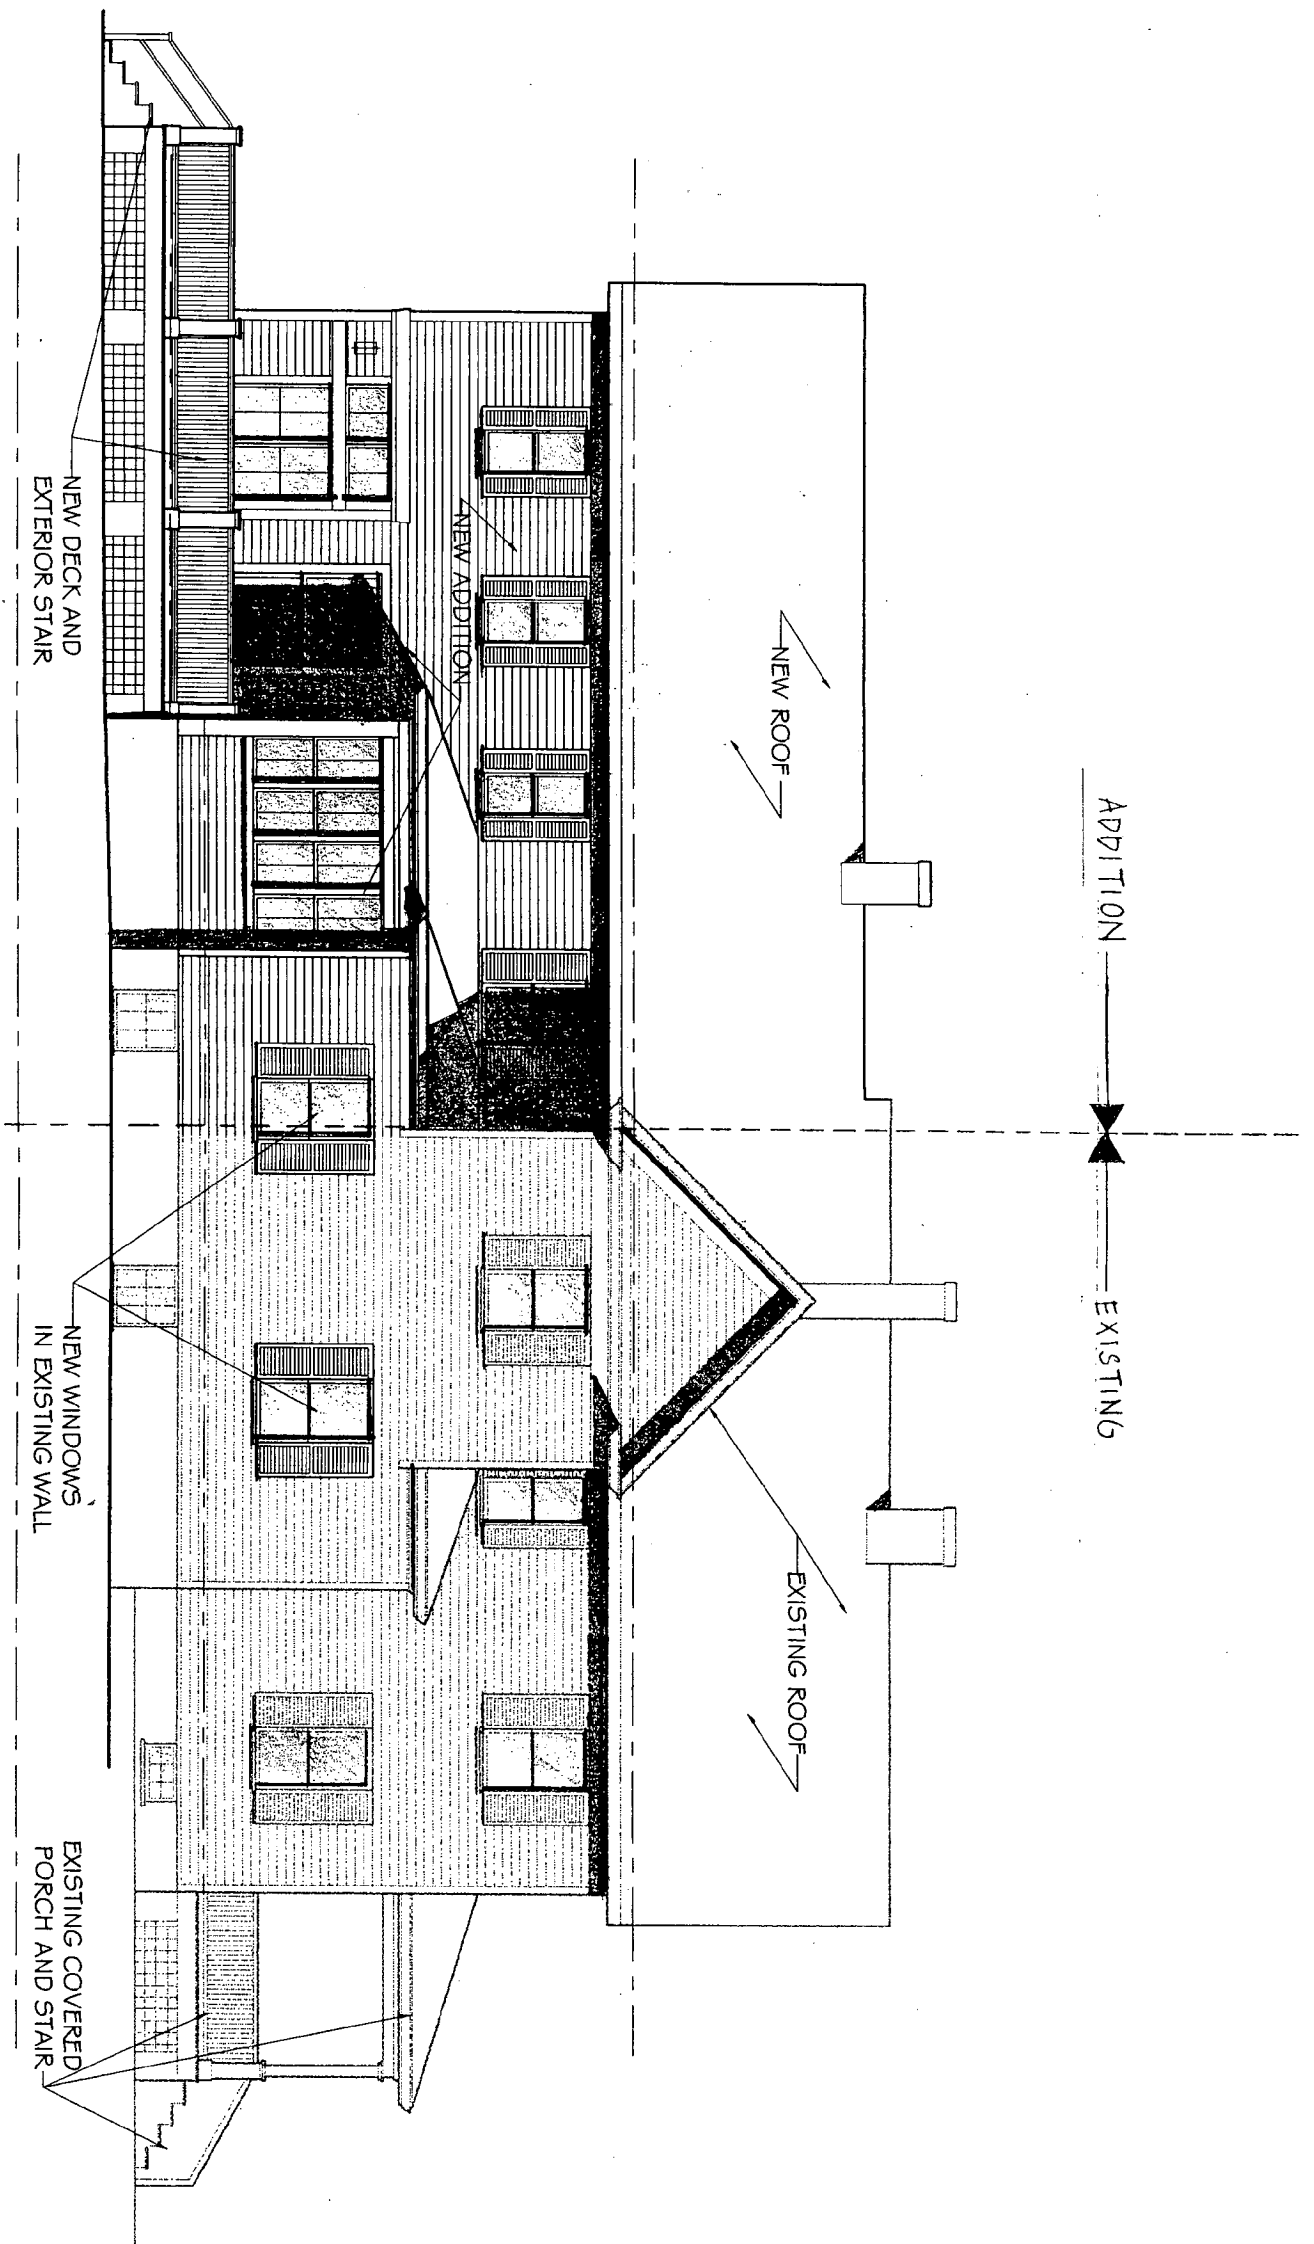 ADDITION
EXISTING
NEW ROOF
EXISTING ROOF
NEW ADDITION
NEW DECK AND
EXTERIOR STAIR
NEW WINDOWS
IN EXISTING WALL
EXISTING COVERED
PORCH AND STAIR